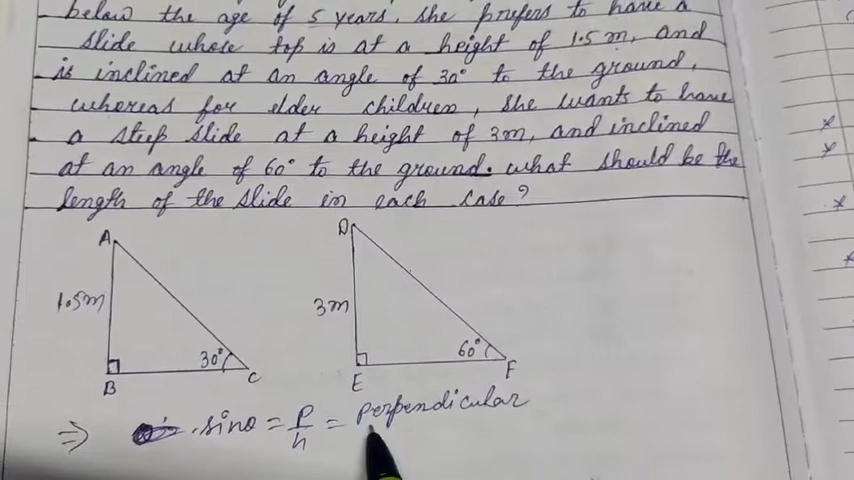 below the age of 5 years, she prefers to have a
slide whose top is at a height of 1.5 m, and
is inclined at an angle of 30° to the ground,
whereas for elder children, she wants to have
a steep slide at a height of 3m, and inclined
at an angle of 60° to the ground. what should be the
length of the slide in each case?
A
D
1.5m
3m
30°
60°
B
C
E
F
⇒ sinθ = P/h = perpendicular